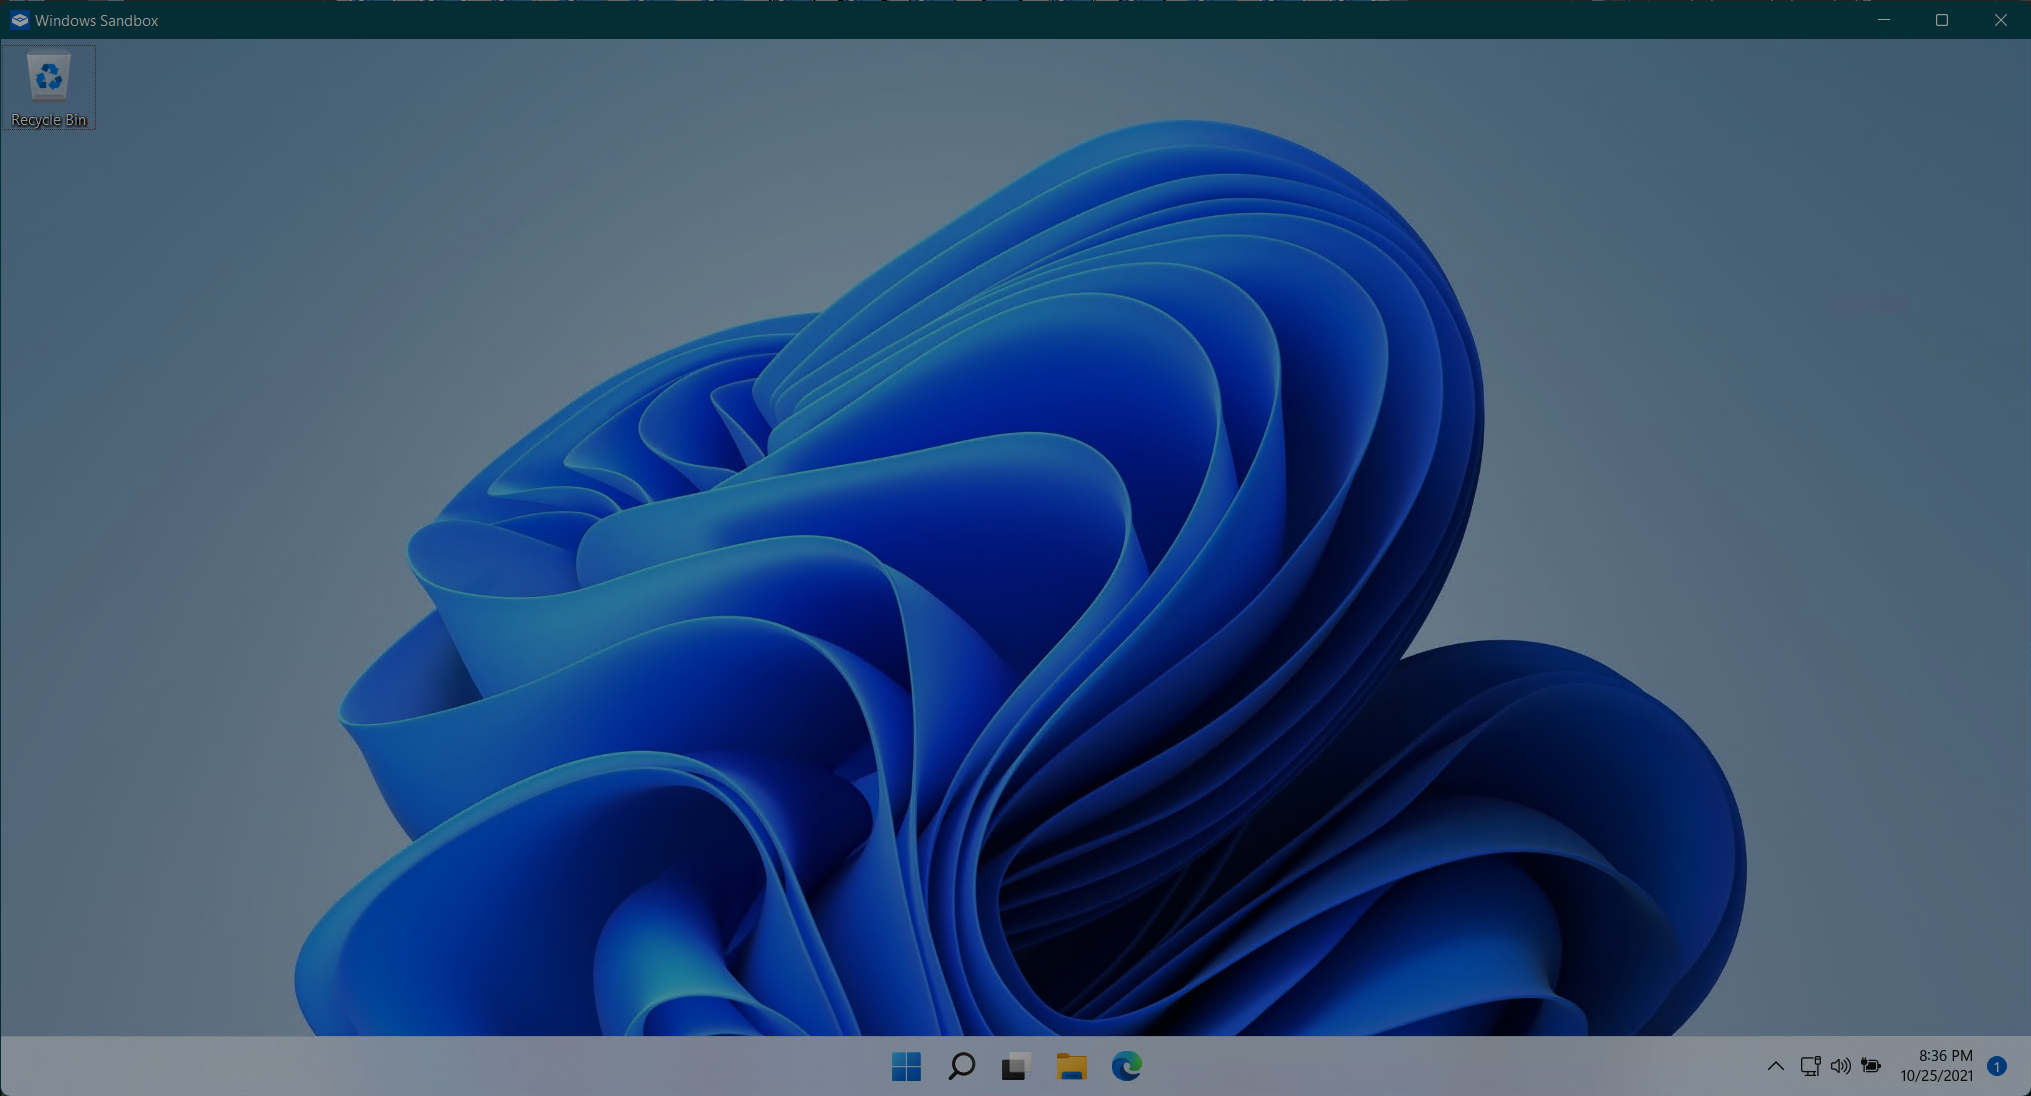 Windows Sandbox
Recycle Bin
8:36 PM
10/25/2021
1